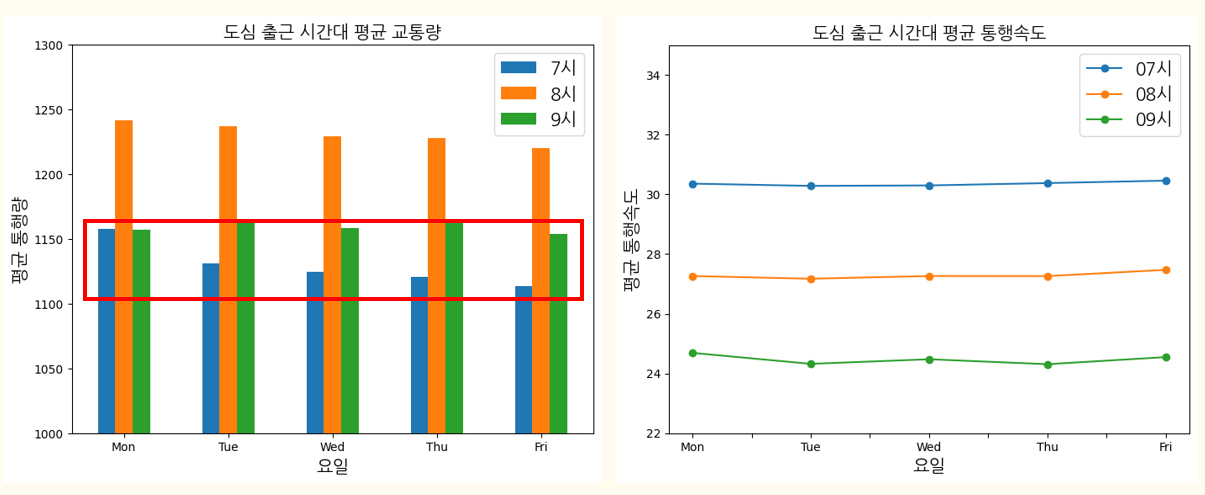 도심 출근 시간대 평균 교통량
1300
1250
1200
1150
1100
1050
1000
평균 통행량
7시
8시
9시
Mon Tue Wed Thu Fri
요일
도심 출근 시간대 평균 통행속도
34
32
30
28
26
24
22
평균 통행속도
07시
08시
09시
Mon Tue Wed Thu Fri
요일